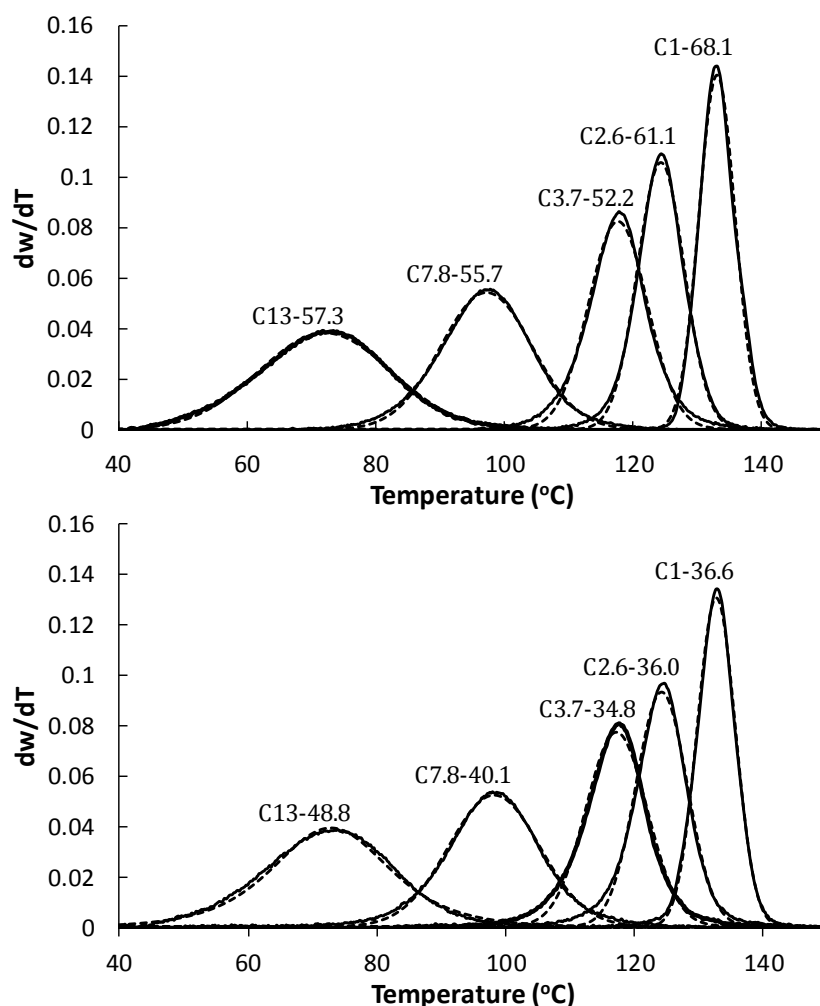 0.16
C1-68.1
0.14
0.12
C2.6-61.1
0.1
C3.7-52.2
dw/dT
0.08
C7.8-55.7
0.06
C13-57.3
0.04
0.02
0
40 60 80 100 120 140
Temperature (°C)
0.16
C1-36.6
0.14
0.12
C2.6-36.0
0.1
C3.7-34.8
dw/dT
0.08
C7.8-40.1
0.06
C13-48.8
0.04
0.02
0
40 60 80 100 120 140
Temperature (°C)